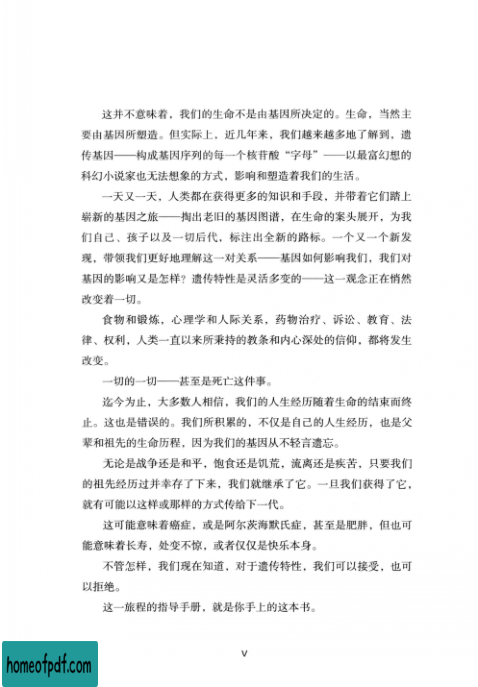 这并不意味着，我们的生命不是由基因所决定的。生命，当然主
要由基因所塑造。但实际上，近几年来，我们越来越多地了解到，遗
传基因——构成基因序列的每一个核苷酸“字母”——以最富幻想的
科幻小说家也无法想象的方式，影响和塑造着我们的生活。
一天又一天，人类都在获得更多的知识和手段，并带着它们踏上
崭新的基因之旅——掏出老旧的基因图谱，在生命的案头展开，为我
们自己、孩子以及一切后代，标注出全新的路标。一个又一个新发
现，带领我们更好地理解这一对关系——基因如何影响我们，我们对
基因的影响又是怎样？遗传特性是灵活多变的——这一观念正在悄然
改变着一切。
食物和锻炼，心理学和人际关系，药物治疗、诉讼、教育、法
律、权利，人类一直以来所秉持的教条和内心深处的信仰，都将发生
改变。
一切的一切——甚至是死亡这件事。
迄今为止，大多数人相信，我们的人生经历随着生命的结束而终
止。这也是错误的。我们所积累的，不仅是自己的人生经历，也是父
辈和祖先的生命历程，因为我们的基因从不轻言遗忘。
无论是战争还是和平，饱食还是饥荒，流离还是疾苦，只要我们
的祖先经历过并幸存了下来，我们就继承了它。一旦我们获得了它，
就有可能以这样或那样的方式传给下一代。
这可能意味着癌症，或是阿尔茨海默氏症，甚至是肥胖，但也可
能意味着长寿，处变不惊，或者仅仅是快乐本身。
不管怎样，我们现在知道，对于遗传特性，我们可以接受，也可
以拒绝。
这一旅程的指导手册，就是你手上的这本书。
V
homeofpdf.com